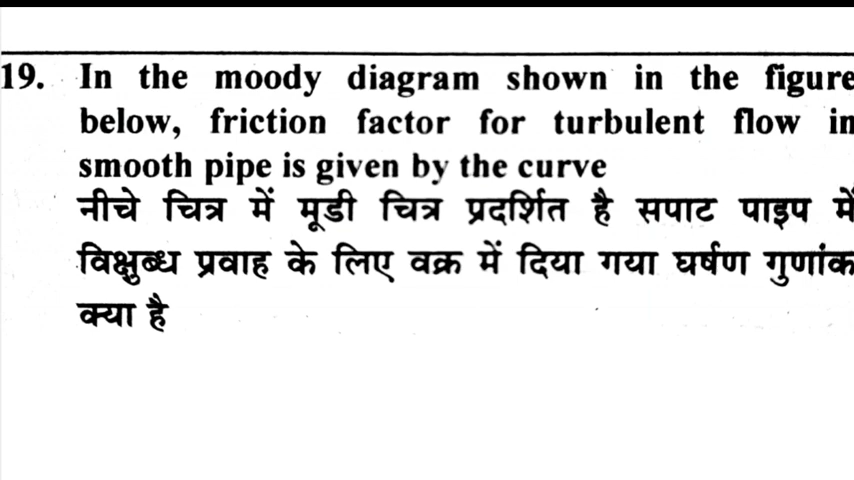 19. In the moody diagram shown in the figure
below, friction factor for turbulent flow in
smooth pipe is given by the curve
नीचे चित्र में मूडी चित्र प्रदर्शित है सपाट पाइप में
विक्षुब्ध प्रवाह के लिए वक्र में दिया गया घर्षण गुणांक
क्या है